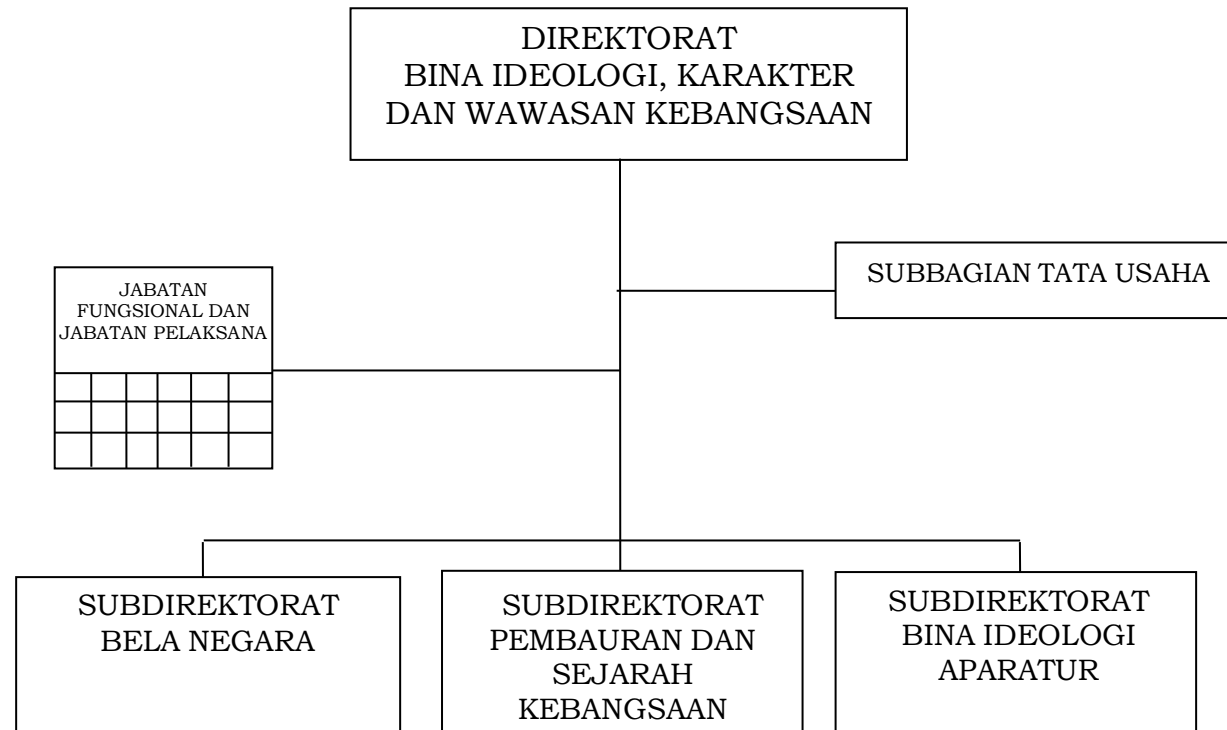 DIREKTORAT
BINA IDEOLOGI, KARAKTER
DAN WAWASAN KEBANGSAAN
SUBBAGIAN TATA USAHA
JABATAN
FUNGSIONAL DAN
JABATAN PELAKSANA
SUBDIREKTORAT
BELA NEGARA
SUBDIREKTORAT
PEMBAURAN DAN
SEJARAH
KEBANGSAAN
SUBDIREKTORAT
BINA IDEOLOGI
APARATUR